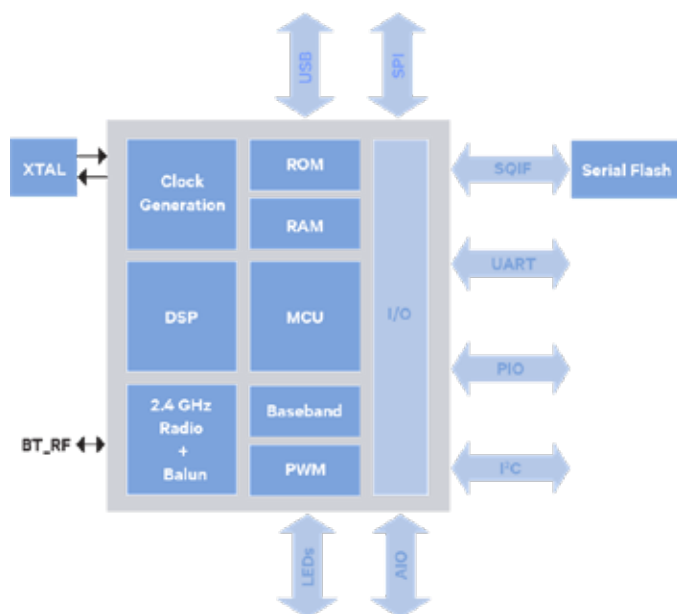 USB
SPI
XTAL
Clock
Generation
ROM
RAM
SQIF
Serial Flash
UART
DSP
MCU
I/O
PIO
2.4 GHz
Radio
+
Balun
Baseband
BT_RF
PWM
I²C
LEDs
AIO